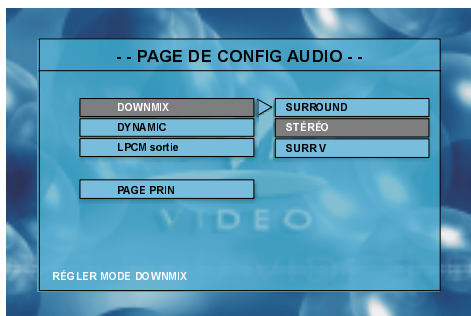 - - PAGE DE CONFIG AUDIO - -
DOWNMIX
SURROUND
DYNAMIC
STÉRÉO
LPCM sortie
SURR V
PAGE PRIN
VIDEO
RÉGLER MODE DOWNMIX